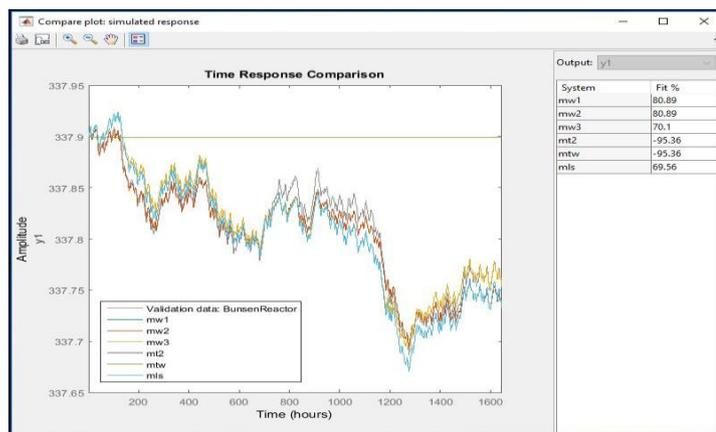 Compare plot: simulated response
Output: y1
Time Response Comparison
System Fit %
mw1 80.89
mw2 80.89
mw3 70.1
mt2 -95.36
mtw -95.36
mls 69.56
337.95
337.9
337.85
337.8
337.75
337.7
337.65
Amplitude
y1
Validation data: BunsenReactor
mw1
mw2
mw3
mt2
mtw
mls
200 400 600 800 1000 1200 1400 1600
Time (hours)